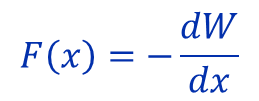 F(x) = −dW/dx